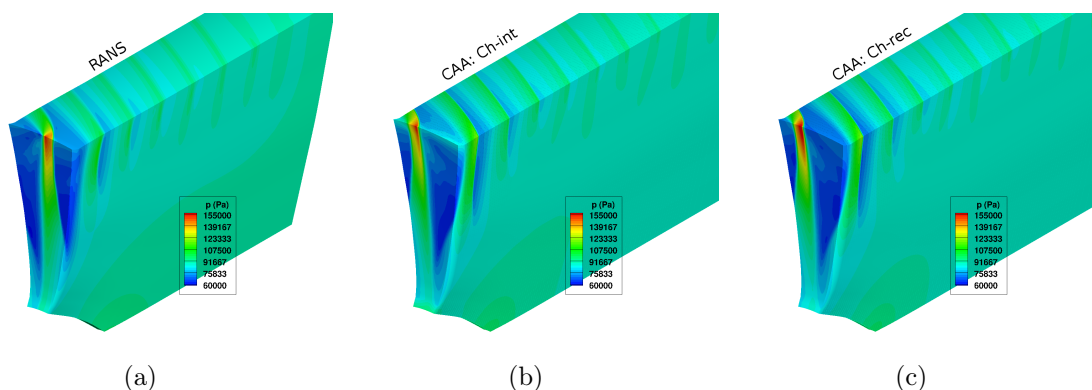 RANS
p (Pa)
155000
139167
123333
107500
91667
75833
60000
(a)
CAA: Ch-int
p (Pa)
155000
139167
123333
107500
91667
75833
60000
(b)
CAA: Ch-rec
p (Pa)
155000
139167
123333
107500
91667
75833
60000
(c)